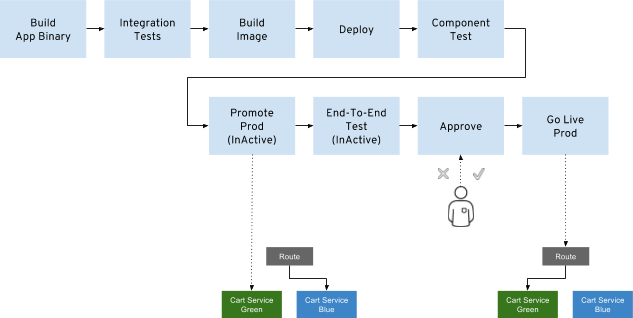 Build
App Binary
Integration
Tests
Build
Image
Deploy
Component
Test
Promote
Prod
(InActive)
End-To-End
Test
(InActive)
Approve
Go Live
Prod
Route
Cart Service
Green
Cart Service
Blue
Route
Cart Service
Green
Cart Service
Blue